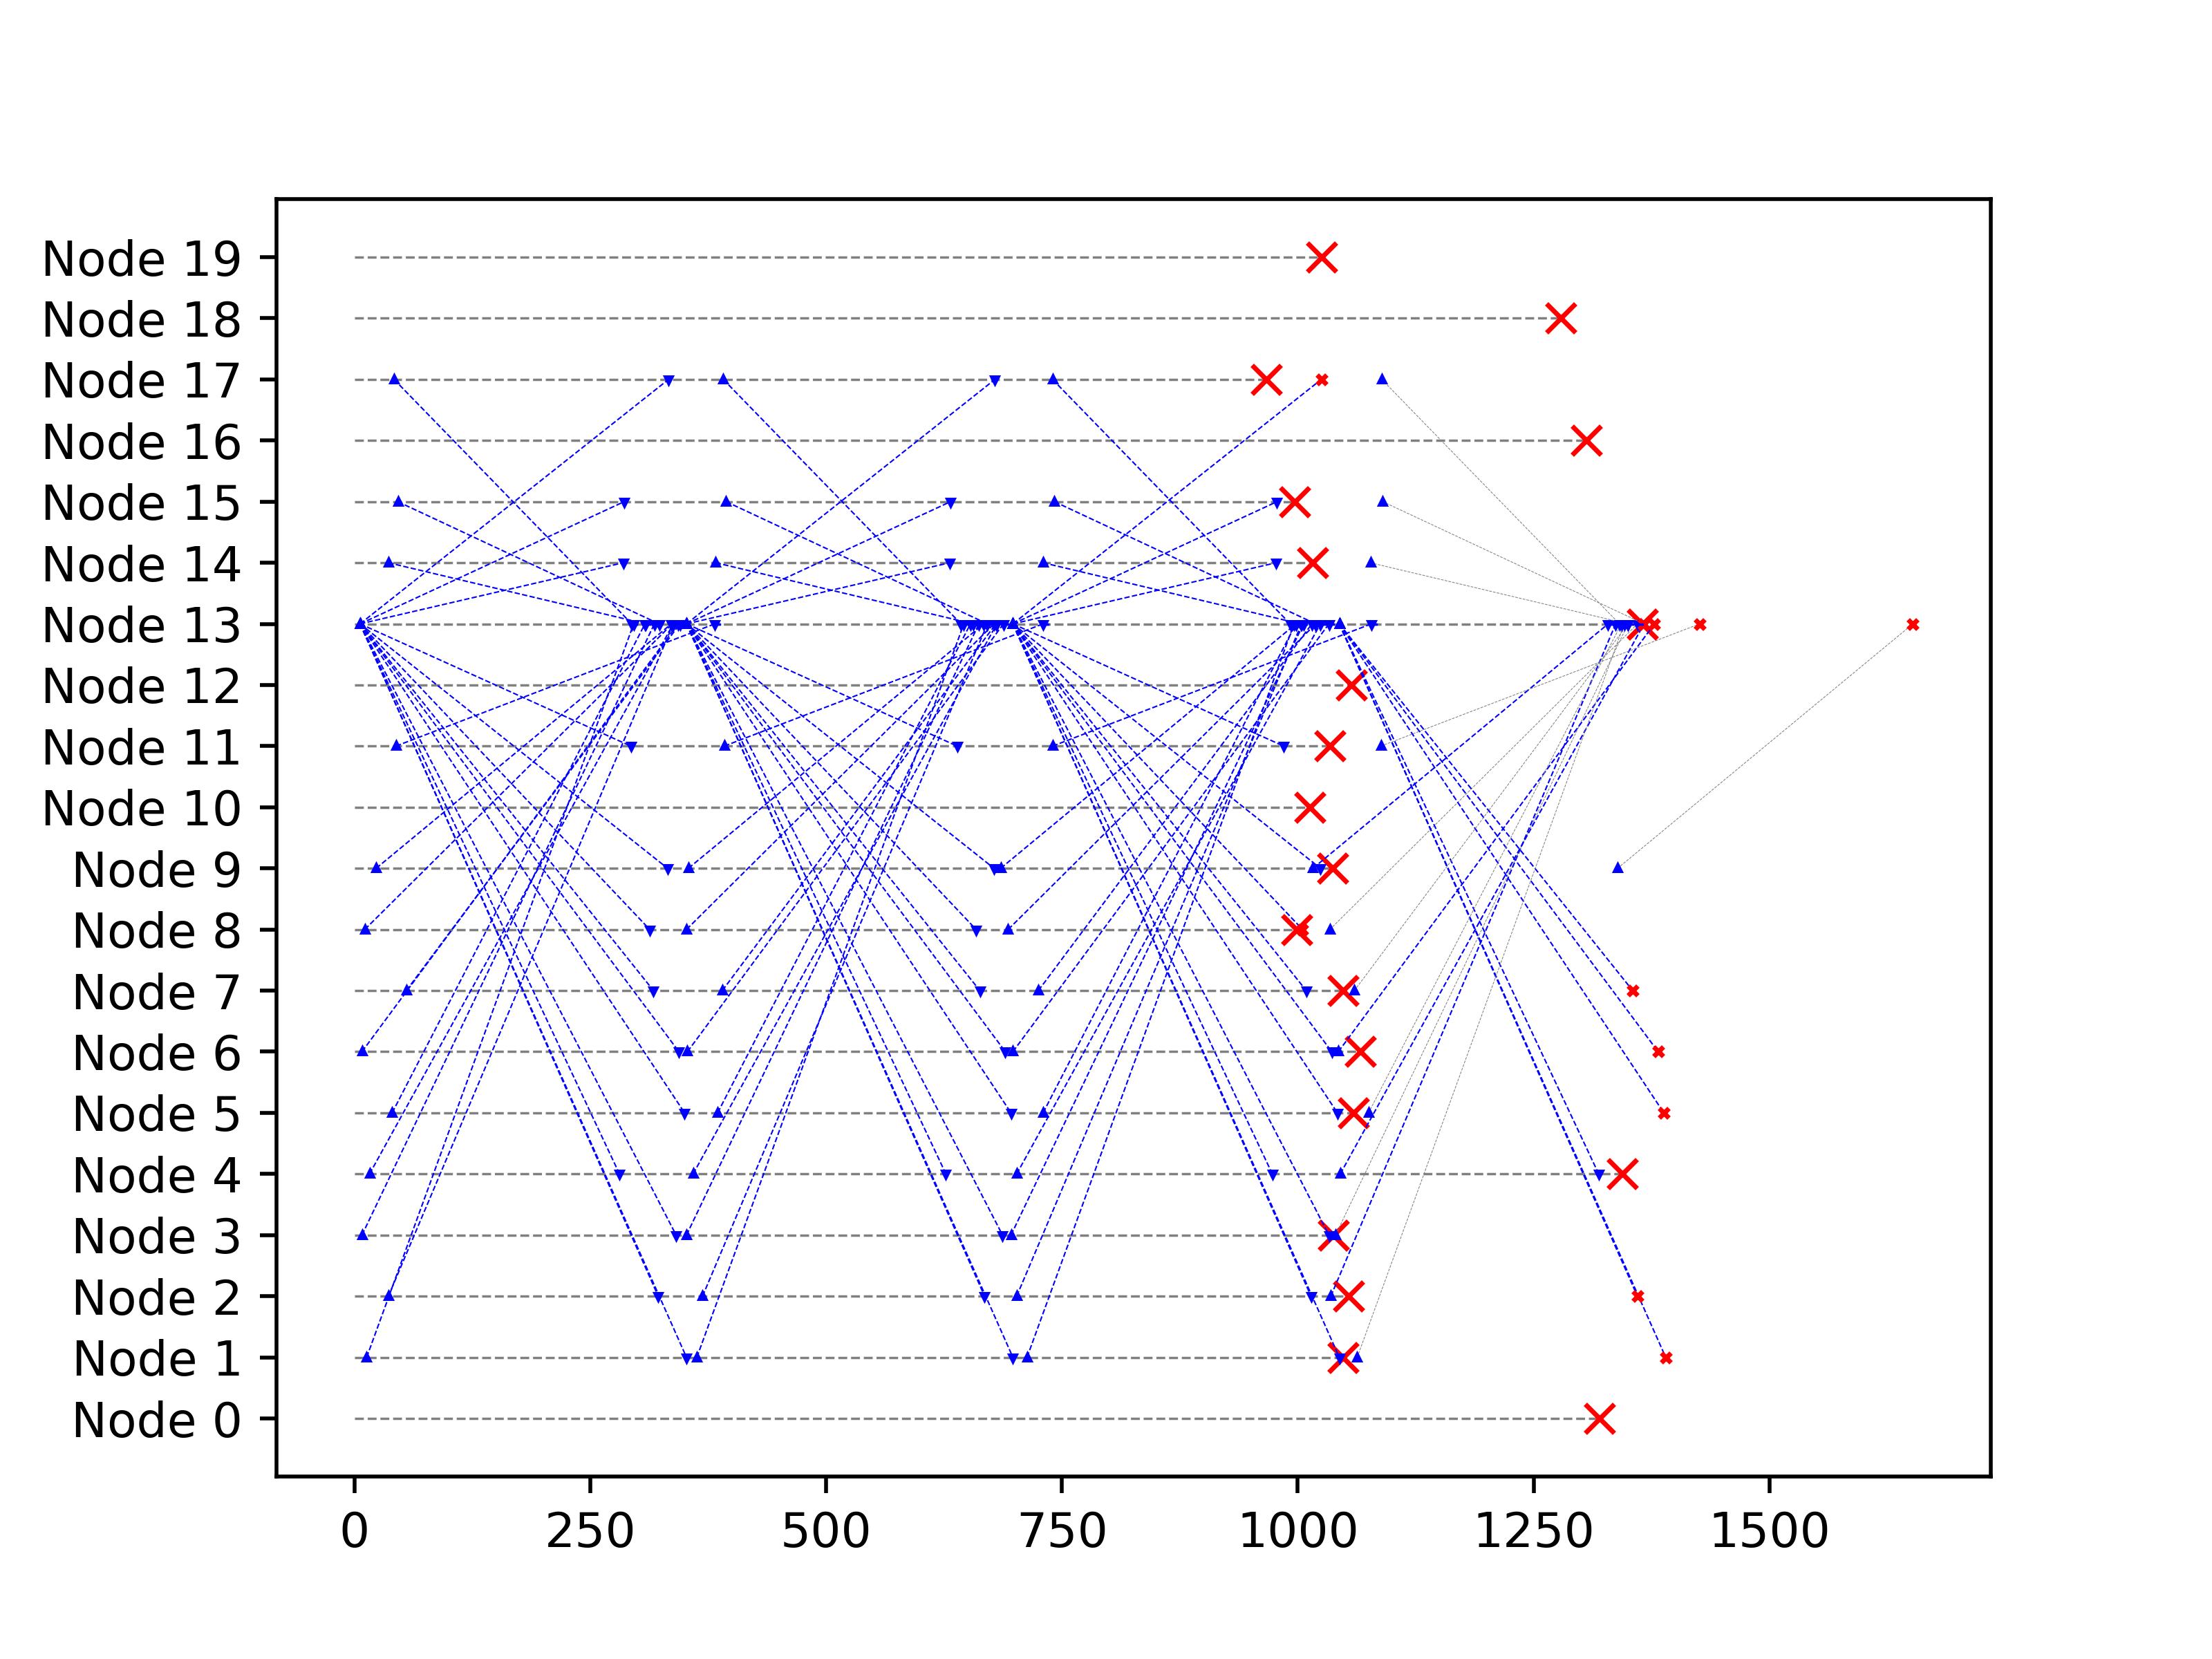 Node 19
Node 18
Node 17
Node 16
Node 15
Node 14
Node 13
Node 12
Node 11
Node 10
Node 9
Node 8
Node 7
Node 6
Node 5
Node 4
Node 3
Node 2
Node 1
Node 0
0 250 500 750 1000 1250 1500